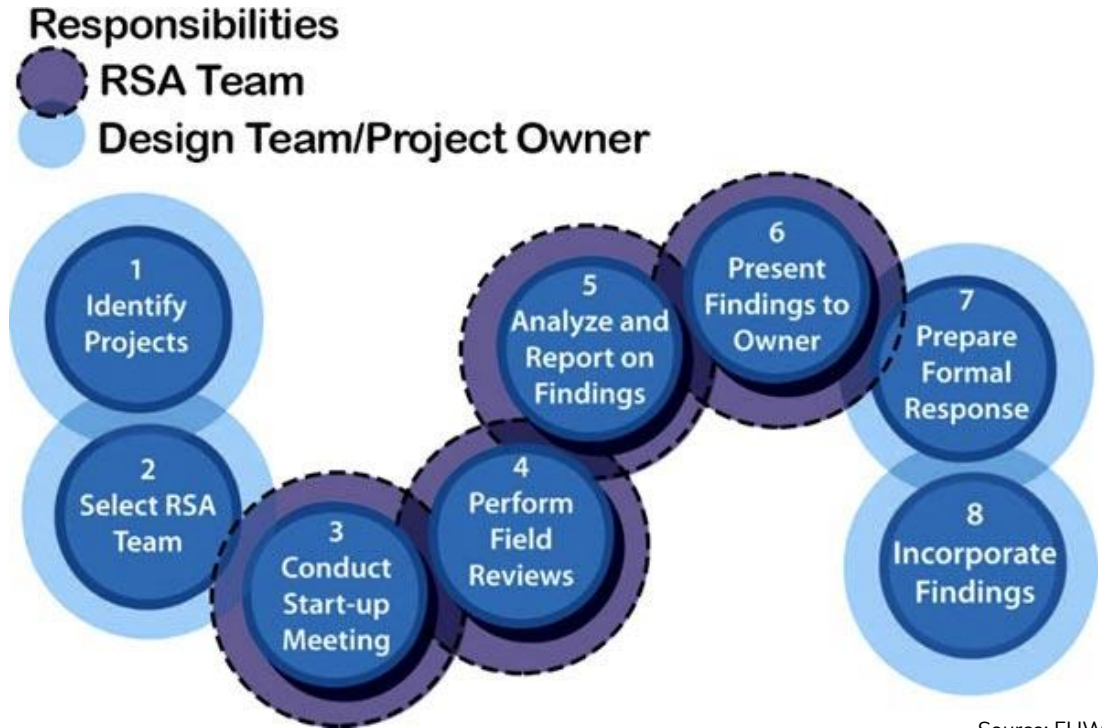 Responsibilities
RSA Team
Design Team/Project Owner
1
Identify
Projects
2
Select RSA
Team
3
Conduct
Start-up
Meeting
4
Perform
Field
Reviews
5
Analyze and
Report on
Findings
6
Present
Findings to
Owner
7
Prepare
Formal
Response
8
Incorporate
Findings
Source: